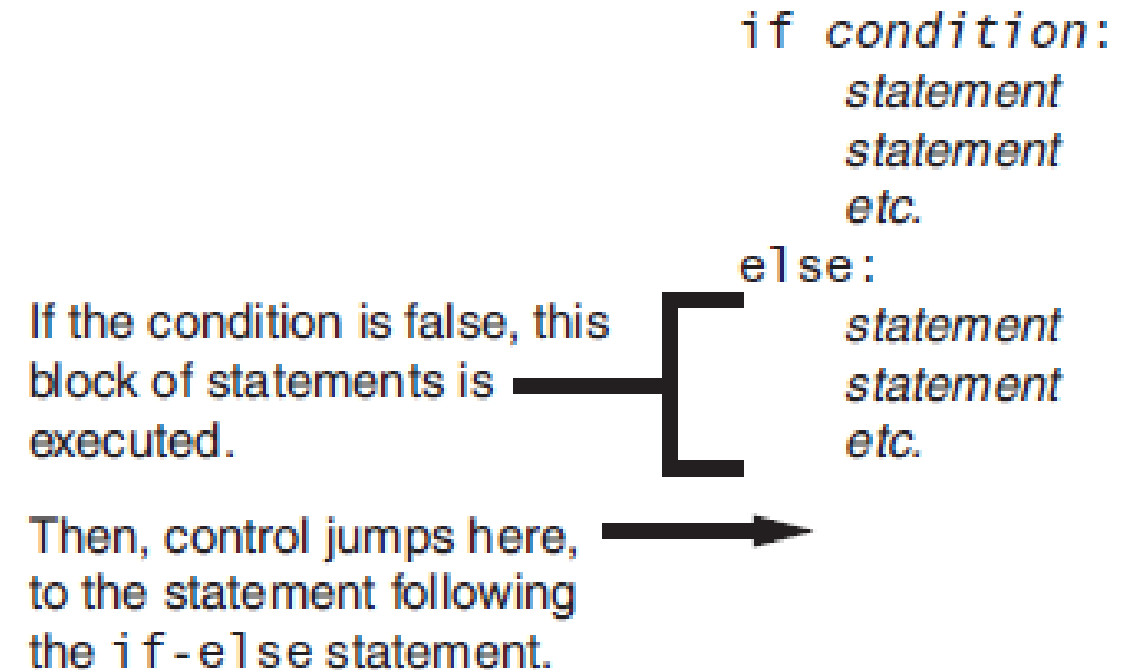 if condition:
statement
statement
etc.
else:
statement
statement
etc.
If the condition is false, this
block of statements is
executed.
Then, control jumps here,
to the statement following
the if-else statement.